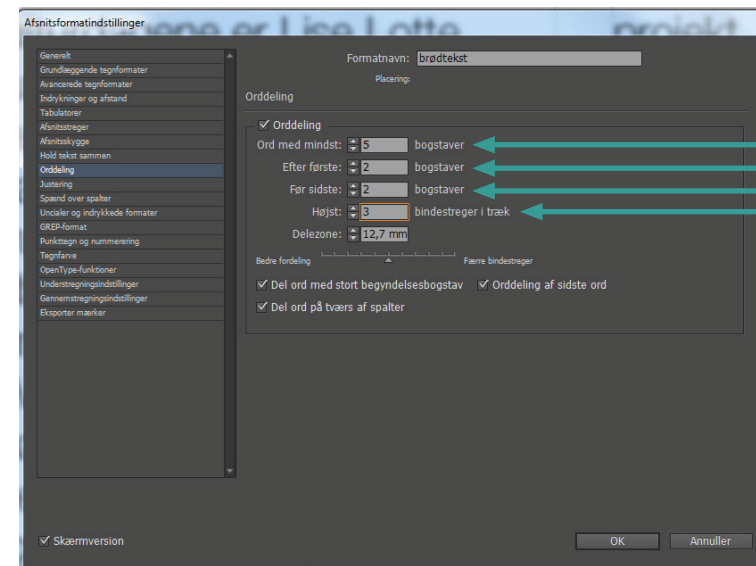 Afsnitsformatindstillinger
er Lise Lotte
projekt
Generelt
Grundlæggende tegnformater
Avancerede tegnformater
Indrykninger og afstand
Tabulatorer
Afsnitsstreger
Afsnitsskygge
Hold tekst sammen
Orddeling
Justering
Spænd over spalter
Uncialer og indrykkede formater
GREP-format
Punkttegn og nummerering
Tegnfarve
OpenType-funktioner
Understregningsindstillinger
Gennemstregningsindstillinger
Eksporter mærker
Formatnavn: brødtekst
Placering:
Orddeling
Orddeling
Ord med mindst: 5 bogstaver
Efter første: 2 bogstaver
Før sidste: 2 bogstaver
Højst: 3 bindestreger i træk
Delezone: 12,7 mm
Bedre fordeling Færre bindestreger
Del ord med stort begyndelsesbogstav Orddeling af sidste ord
Del ord på tværs af spalter
Skærmversion
OK Annuller